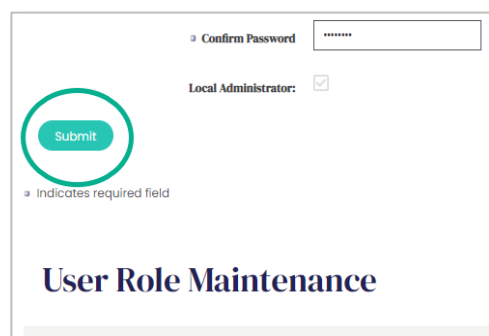 Confirm Password ········
Local Administrator:
Submit
Indicates required field
User Role Maintenance